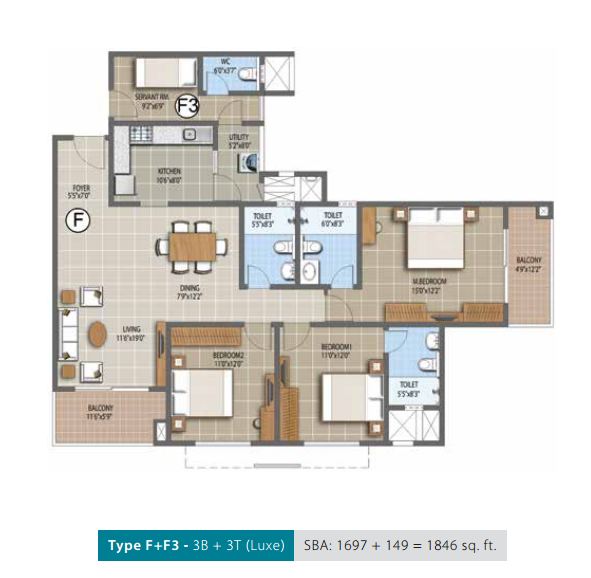 WC
6'0"x3'7"
SERVANT RM.
9'2"x6'9"
F3
UTILITY
5'2"x8'0"
KITCHEN
10'6"x8'0"
FOYER
5'5"x7'0"
F
TOILET
5'5"x8'3"
TOILET
6'0"x8'3"
M.BEDROOM
15'0"x12'2"
BALCONY
4'9"x12'2"
DINING
7'9"x12'2"
LIVING
11'6"x19'0"
BEDROOM2
11'0"x12'0"
BEDROOM1
11'0"x12'0"
TOILET
5'5"x8'3"
BALCONY
11'6"x5'9"
Type F+F3 - 3B + 3T (Luxe) SBA: 1697 + 149 = 1846 sq. ft.